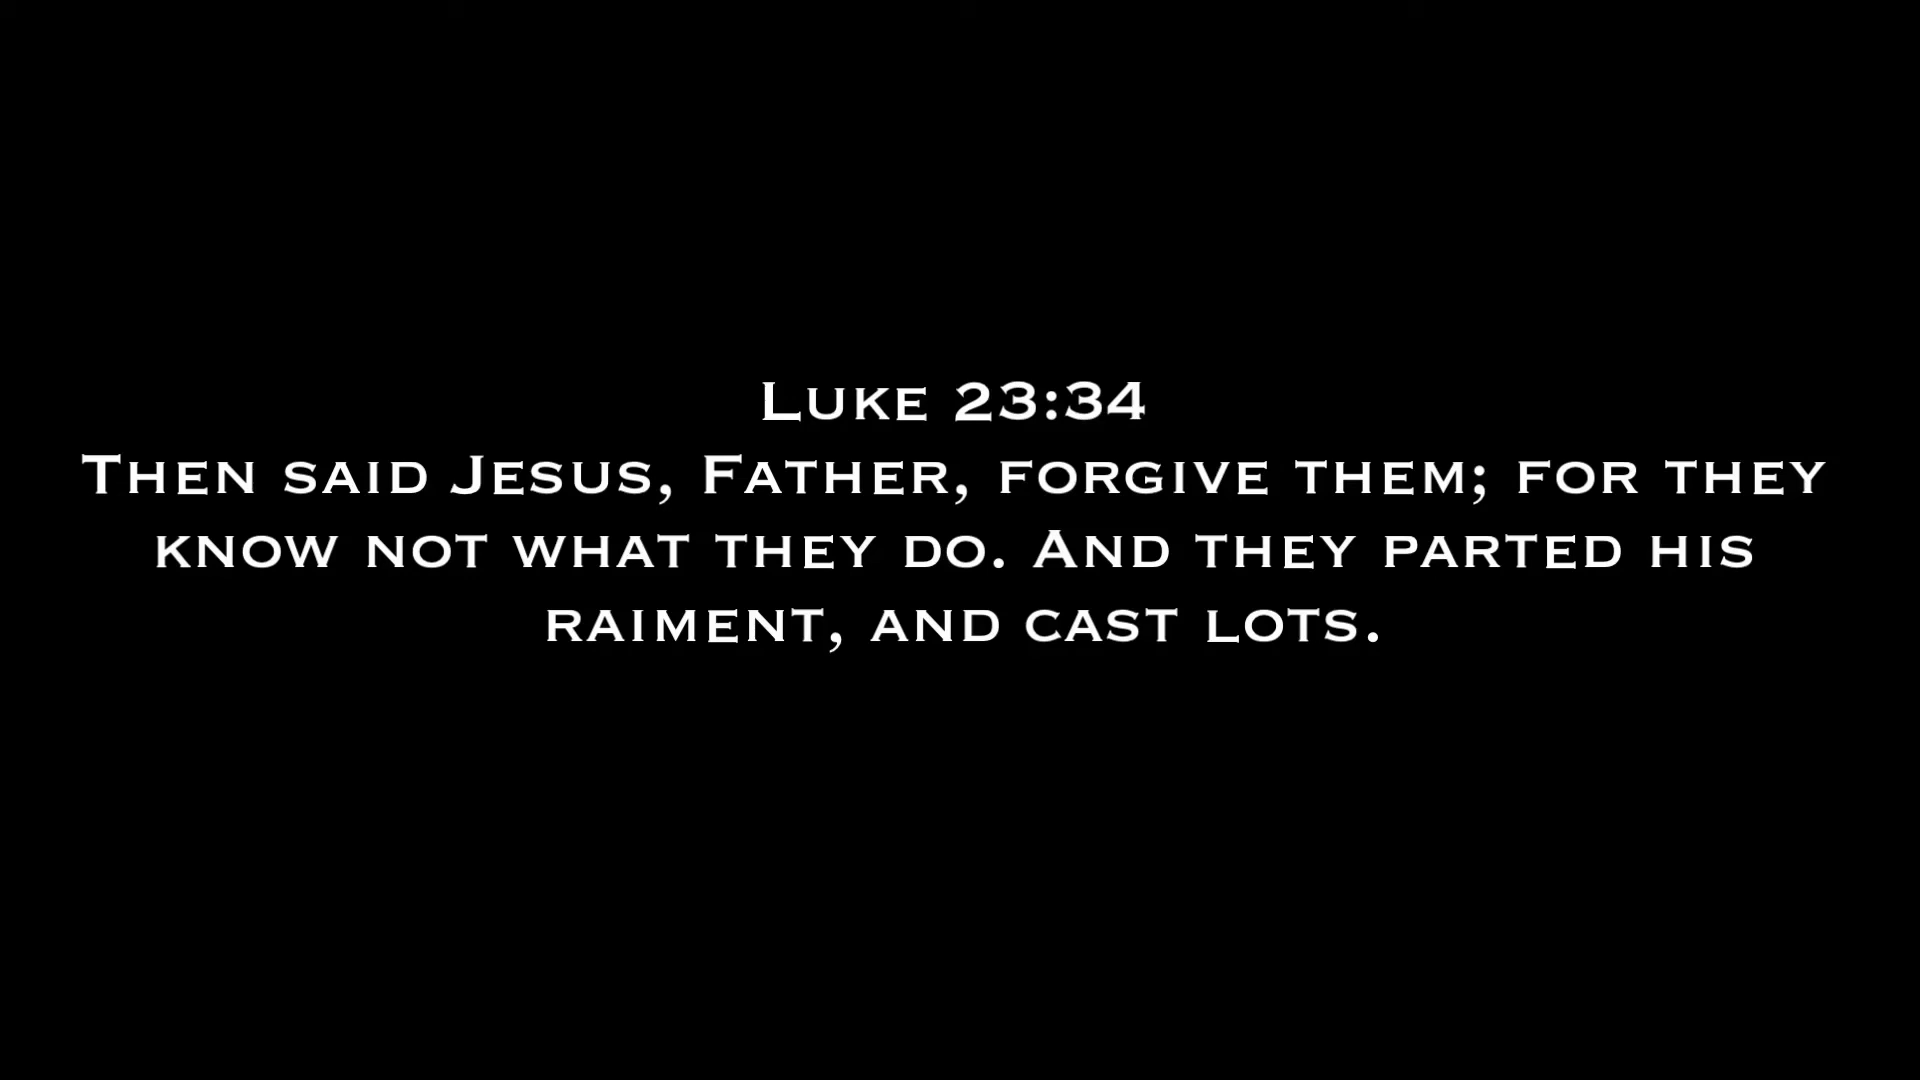 Luke 23:34
Then said Jesus, Father, forgive them; for they
know not what they do. And they parted his
raiment, and cast lots.